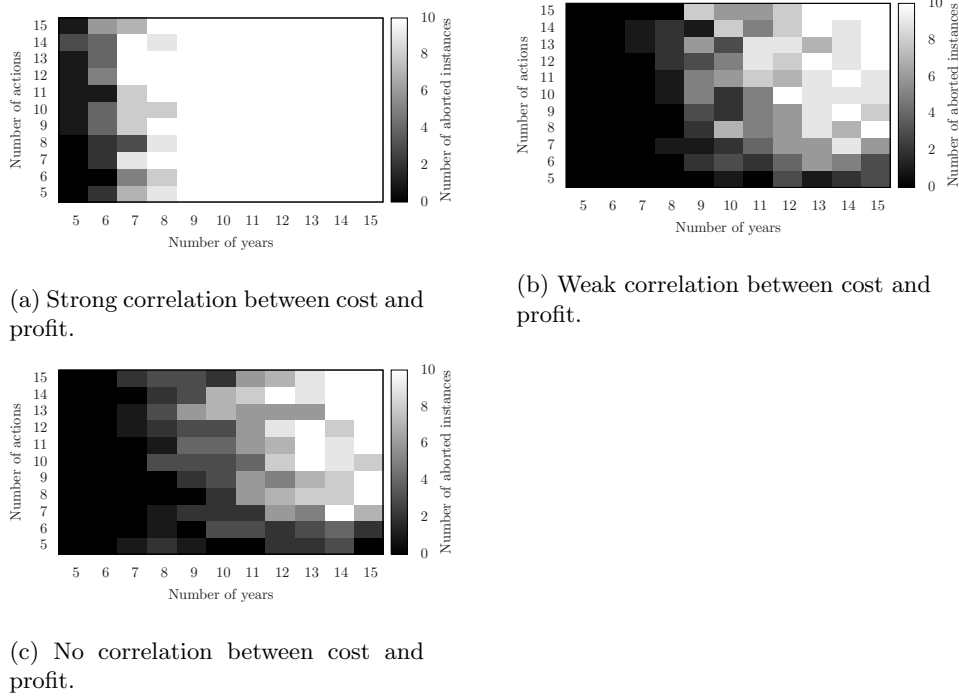 15
14
13
12
11
10
9
8
7
6
5
Number of actions
5 6 7 8 9 10 11 12 13 14 15
Number of years
10
8
6
4
2
0
Number of aborted instances
(a) Strong correlation between cost and
profit.
15
14
13
12
11
10
9
8
7
6
5
Number of actions
5 6 7 8 9 10 11 12 13 14 15
Number of years
10
8
6
4
2
0
Number of aborted instances
(b) Weak correlation between cost and
profit.
15
14
13
12
11
10
9
8
7
6
5
Number of actions
5 6 7 8 9 10 11 12 13 14 15
Number of years
10
8
6
4
2
0
Number of aborted instances
(c) No correlation between cost and
profit.